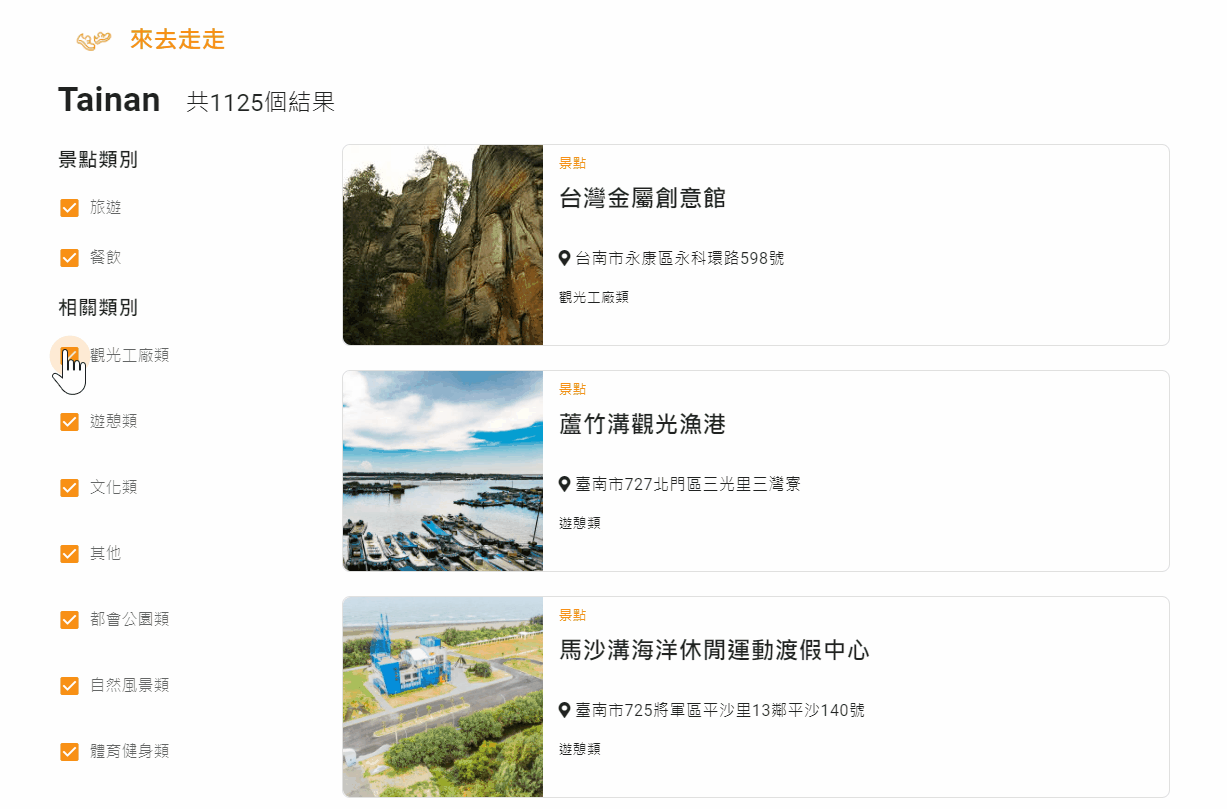 來去走走
Tainan 共1125個結果
景點類別
旅遊
餐飲
相關類別
觀光工廠類
遊憩類
文化類
其他
都會公園類
自然風景類
體育健身類
景點
台灣金屬創意館
台南市永康區永科環路598號
觀光工廠類
景點
蘆竹溝觀光漁港
臺南市727北門區三光里三灣寮
遊憩類
景點
馬沙溝海洋休閒運動渡假中心
臺南市725將軍區平沙里13鄰平沙140號
遊憩類